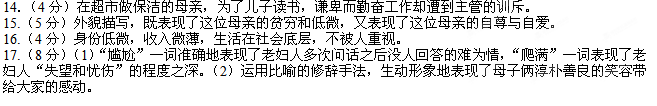 14.（4 分）在超市做保洁的母亲，为了儿子读书，谦卑而勤奋工作却遭到主管的训斥。
15.（5 分）外貌描写，既表现了这位母亲的贫穷和低微，又表现了这位母亲的自尊与自爱。
16.（4 分）身份低微，收入微薄，生活在社会底层，不被人重视。
17.（8 分）（1）“尴尬”一词准确地表现了老妇人多次问话之后没人回答的难为情，“爬满”一词表现了老
妇人“失望和忧伤”的程度之深。（2）运用比喻的修辞手法，生动形象地表现了母子俩淳朴善良的笑容带
给大家的感动。